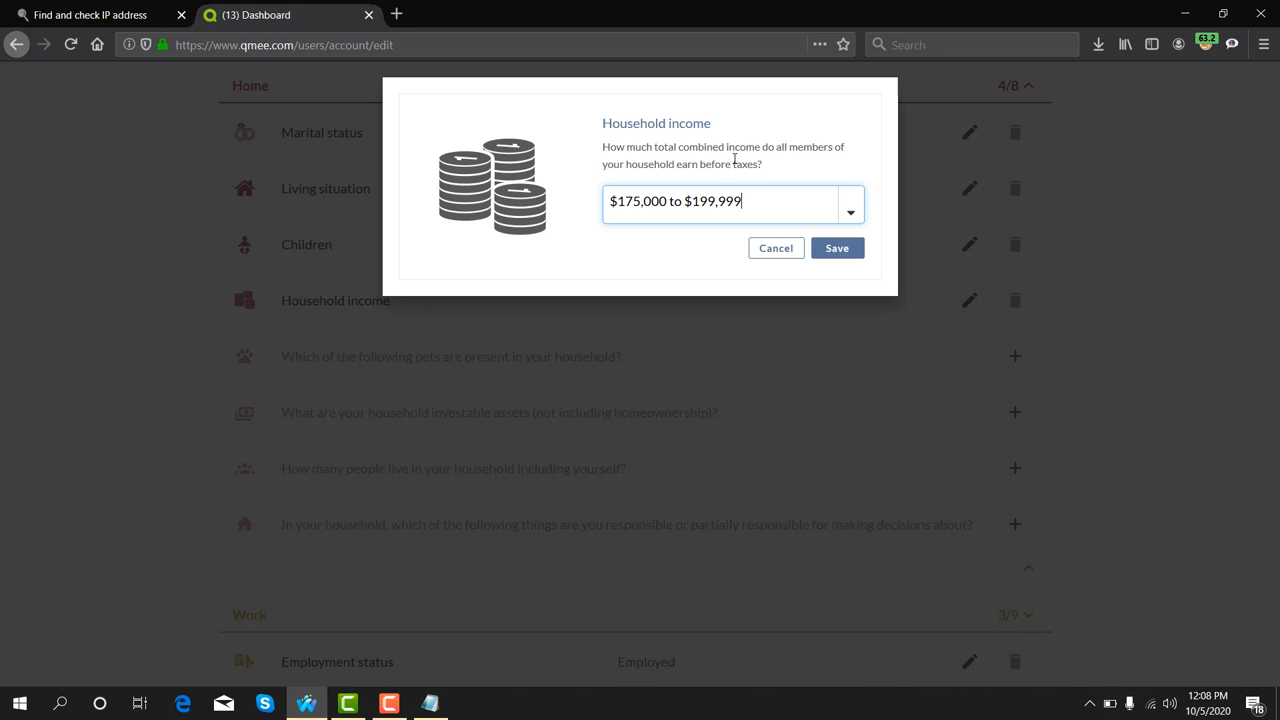 Find and check IP address
(13) Dashboard
https://www.qmee.com/users/account/edit
Search
63.2
Home
4/8
Marital status
Living situation
Children
Household income
Which of the following pets are present in your household?
What are your household investable assets (not including homeownership)?
How many people live in your household including yourself?
In your household, which of the following things are you responsible or partially responsible for making decisions about?
Work
3/9
Employment status
Employed
Household income
How much total combined income do all members of
your household earn before taxes?
$175,000 to $199,999
Cancel
Save
12:08 PM
10/5/2020
18